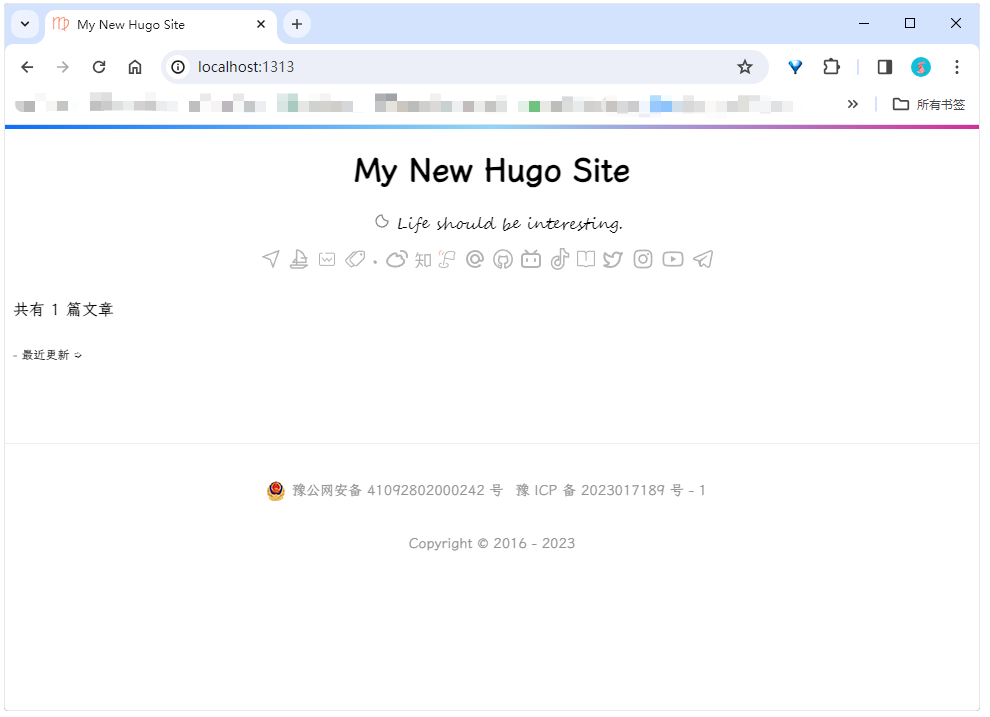 My New Hugo Site
localhost:1313
所有书签
My New Hugo Site
Life should be interesting.
知
共有 1 篇文章
- 最近更新 ➩
豫公网安备 41092802000242 号 豫 ICP 备 2023017189 号 - 1
Copyright © 2016 - 2023